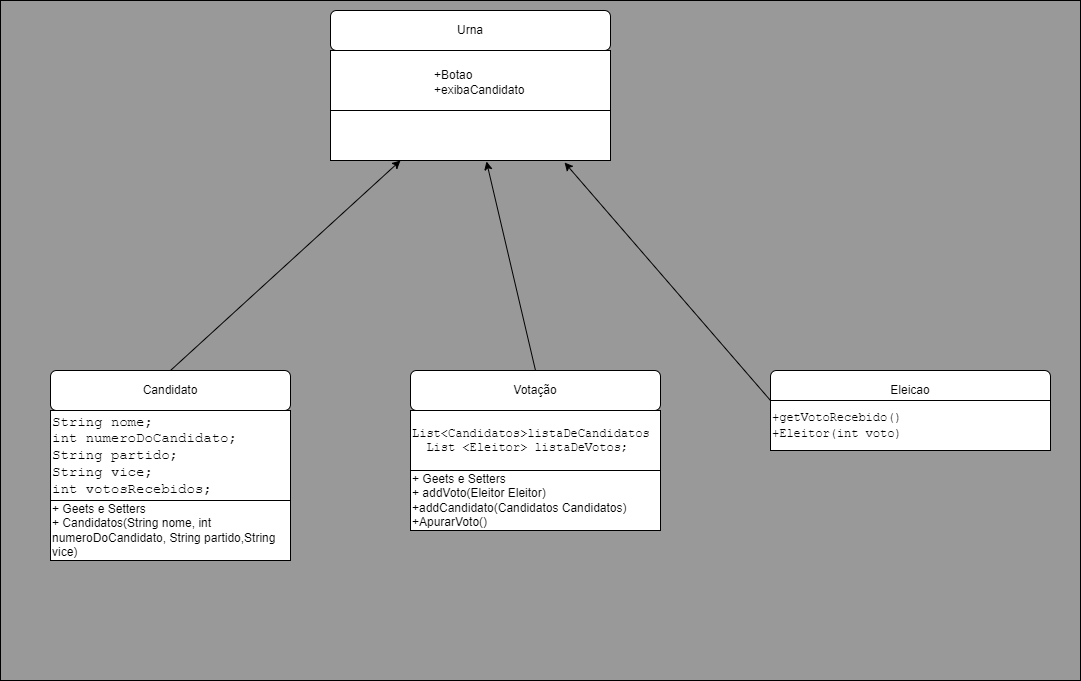 Urna
+Botao
+exibaCandidato
Candidato
String nome;
int numeroDoCandidato;
String partido;
String vice;
int votosRecebidos;
+ Geets e Setters
+ Candidatos(String nome, int
numeroDoCandidato, String partido,String
vice)
Votação
List<Candidatos>listaDeCandidatos
List <Eleitor> listaDeVotos;
+ Geets e Setters
+ addVoto(Eleitor Eleitor)
+addCandidato(Candidatos Candidatos)
+ApurarVoto()
Eleicao
+getVotoRecebido()
+Eleitor(int voto)